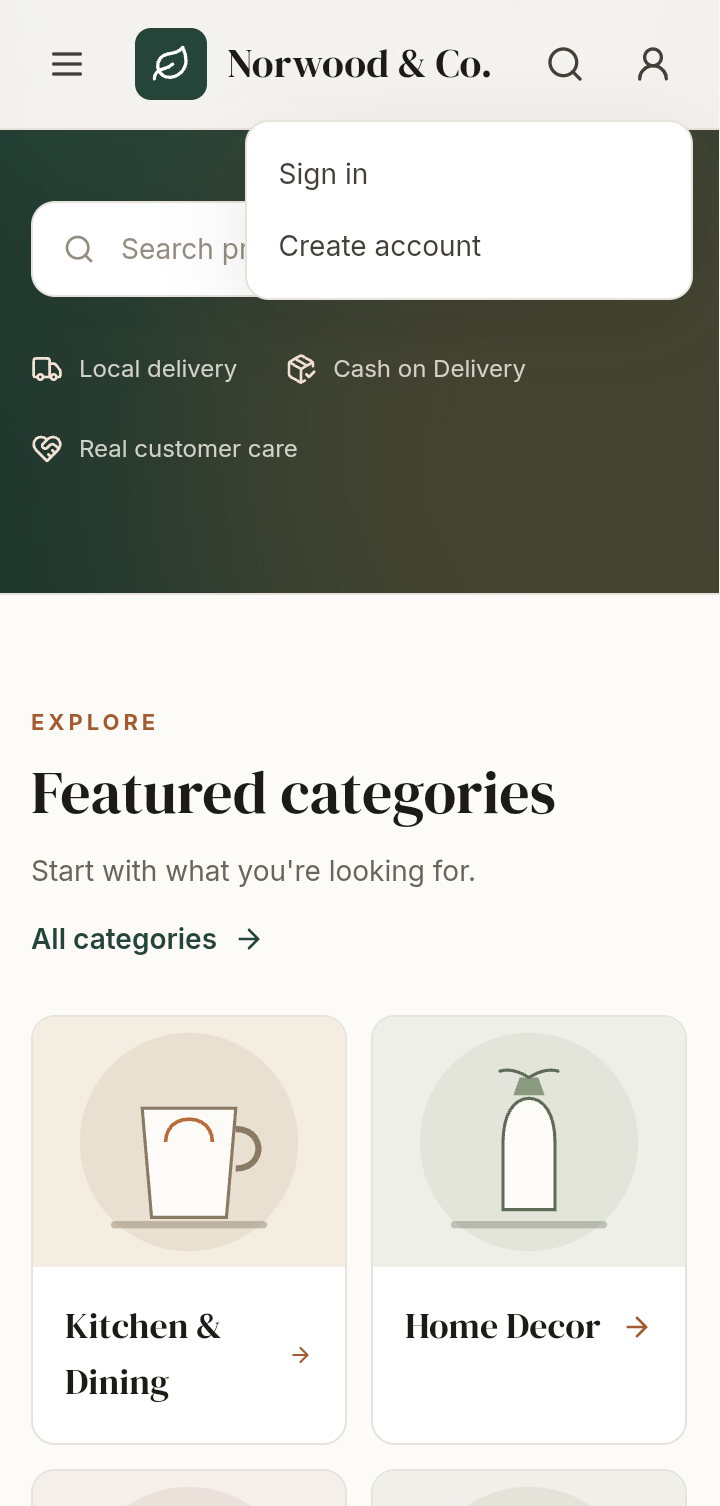 Norwood & Co.
Sign in
Create account
Search
Local delivery
Cash on Delivery
Real customer care
EXPLORE
Featured categories
Start with what you're looking for.
All categories
Kitchen &
Dining
Home Decor